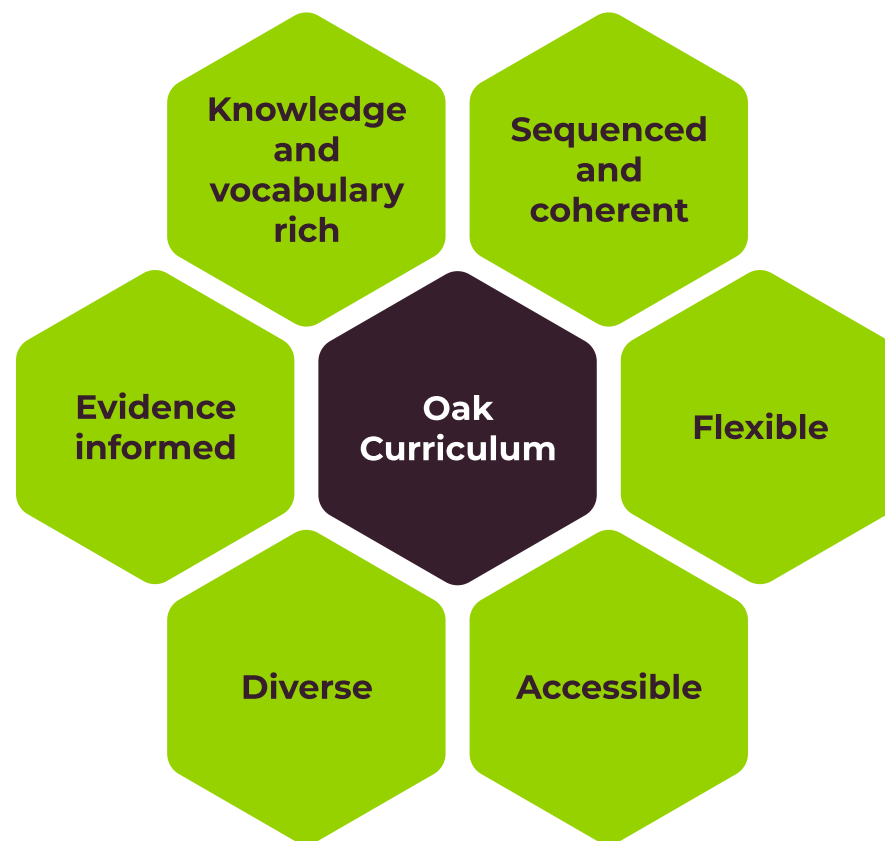 Knowledge
and
vocabulary
rich
Sequenced
and
coherent
Evidence
informed
Oak
Curriculum
Flexible
Diverse
Accessible